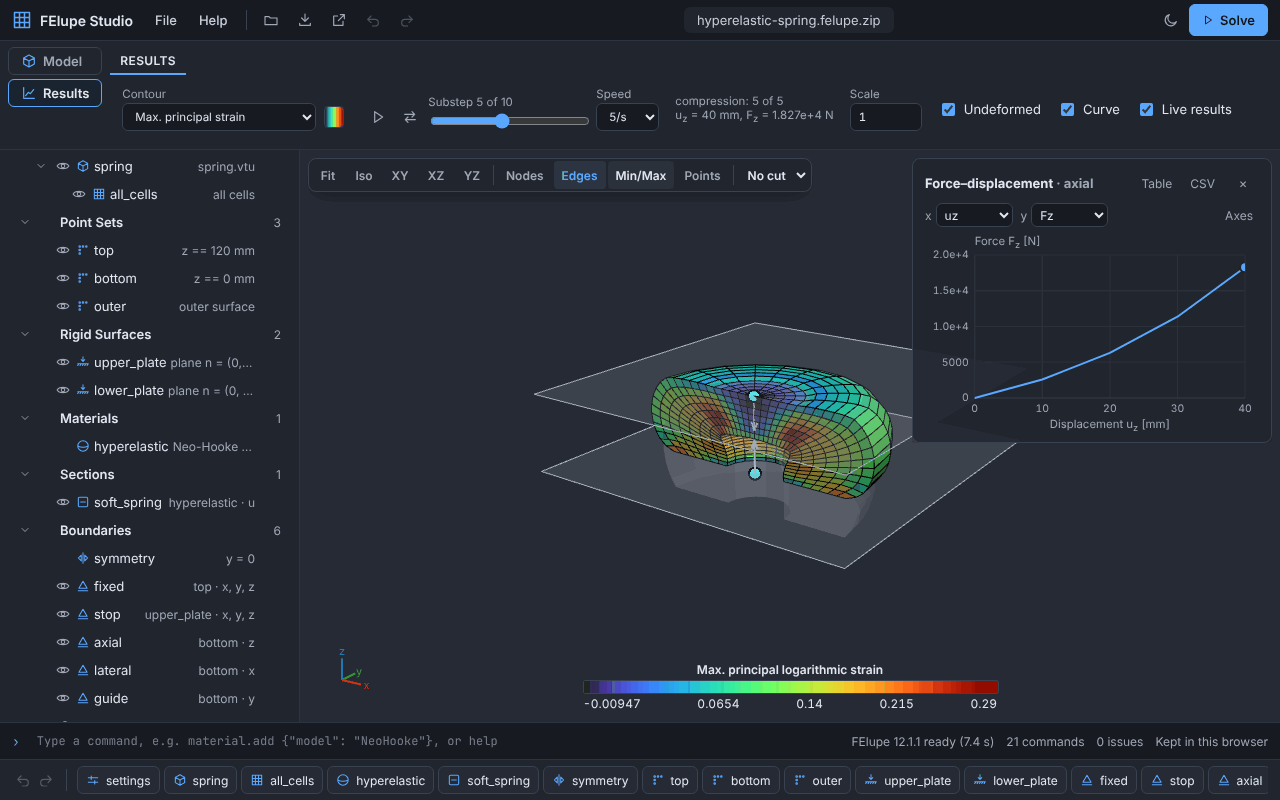 FElupe Studio File Help hyperelastic-spring.felupe.zip Solve
Model RESULTS
Results
Contour Substep 5 of 10 Speed compression: 5 of 5 Scale
Max. principal strain 5/s u_z = 40 mm, F_z = 1.827e+4 N 1 Undeformed Curve Live results
spring spring.vtu
all_cells all cells
Point Sets 3
top z == 120 mm
bottom z == 0 mm
outer outer surface
Rigid Surfaces 2
upper_plate plane n = (0,...
lower_plate plane n = (0, ...
Materials 1
hyperelastic Neo-Hooke ...
Sections 1
soft_spring hyperelastic · u
Boundaries 6
symmetry y = 0
fixed top · x, y, z
stop upper_plate · x, y, z
axial bottom · z
lateral bottom · x
guide bottom · y
Fit Iso XY XZ YZ Nodes Edges Min/Max Points No cut
Force–displacement · axial Table CSV ×
x uz y Fz Axes
Force F_z [N]
2.0e+4
1.5e+4
1.0e+4
5000
0
0 10 20 30 40
Displacement u_z [mm]
z
y
x
Max. principal logarithmic strain
-0.00947 0.0654 0.14 0.215 0.29
› Type a command, e.g. material.add {"model": "NeoHooke"}, or help FElupe 12.1.1 ready (7.4 s) 21 commands 0 issues Kept in this browser
settings spring all_cells hyperelastic soft_spring symmetry top bottom outer upper_plate lower_plate fixed stop axial